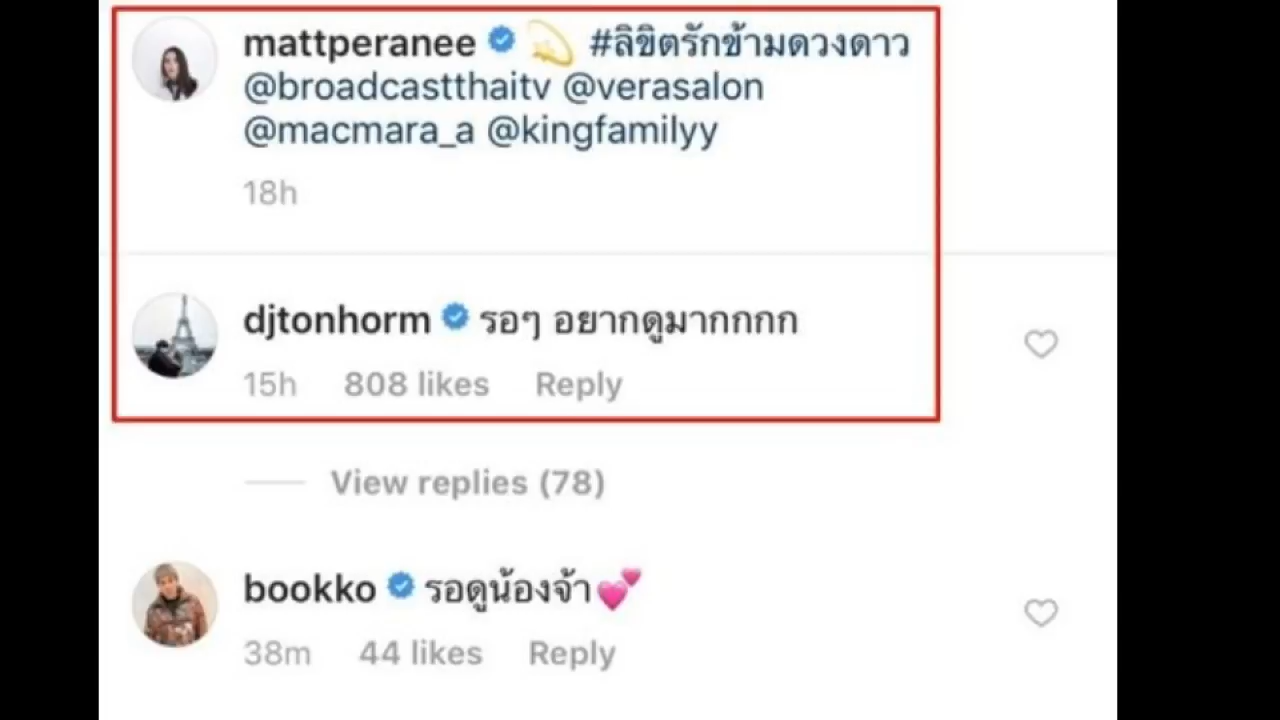 mattperanee 💫 #ลิขิตรักข้ามดวงดาว
@broadcastthaitv @verasalon
@macmara_a @kingfamilyy
18h
djtonhorm รอๆ อยากดูมากกกก
15h 808 likes Reply
View replies (78)
bookko รอดูน้องจ้า💕
38m 44 likes Reply